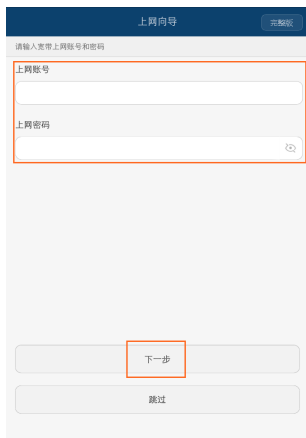 上网向导
完整版
请输入宽带上网账号和密码
上网账号
上网密码
下一步
跳过